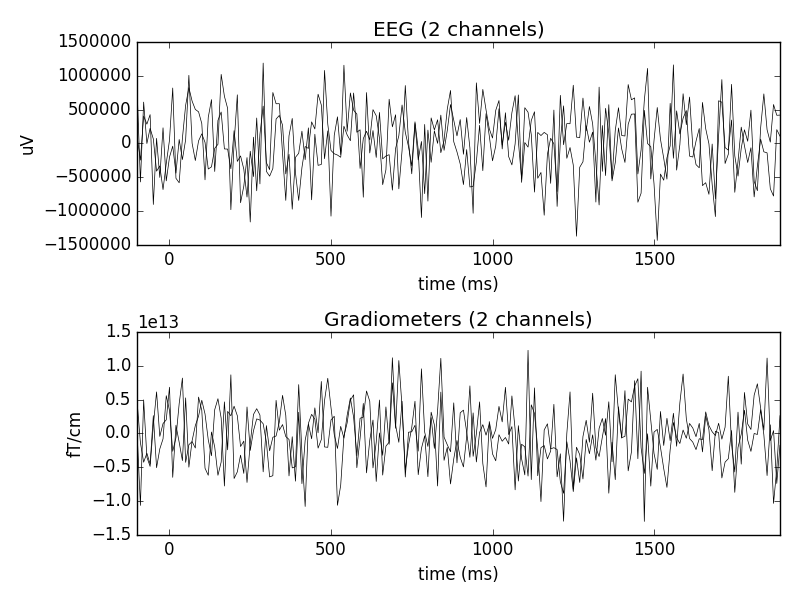 EEG (2 channels)
1500000
1000000
500000
0
−500000
−1000000
−1500000
uV
0 500 1000 1500
time (ms)
Gradiometers (2 channels)
1e13
1.5
1.0
0.5
0.0
−0.5
−1.0
−1.5
fT/cm
0 500 1000 1500
time (ms)